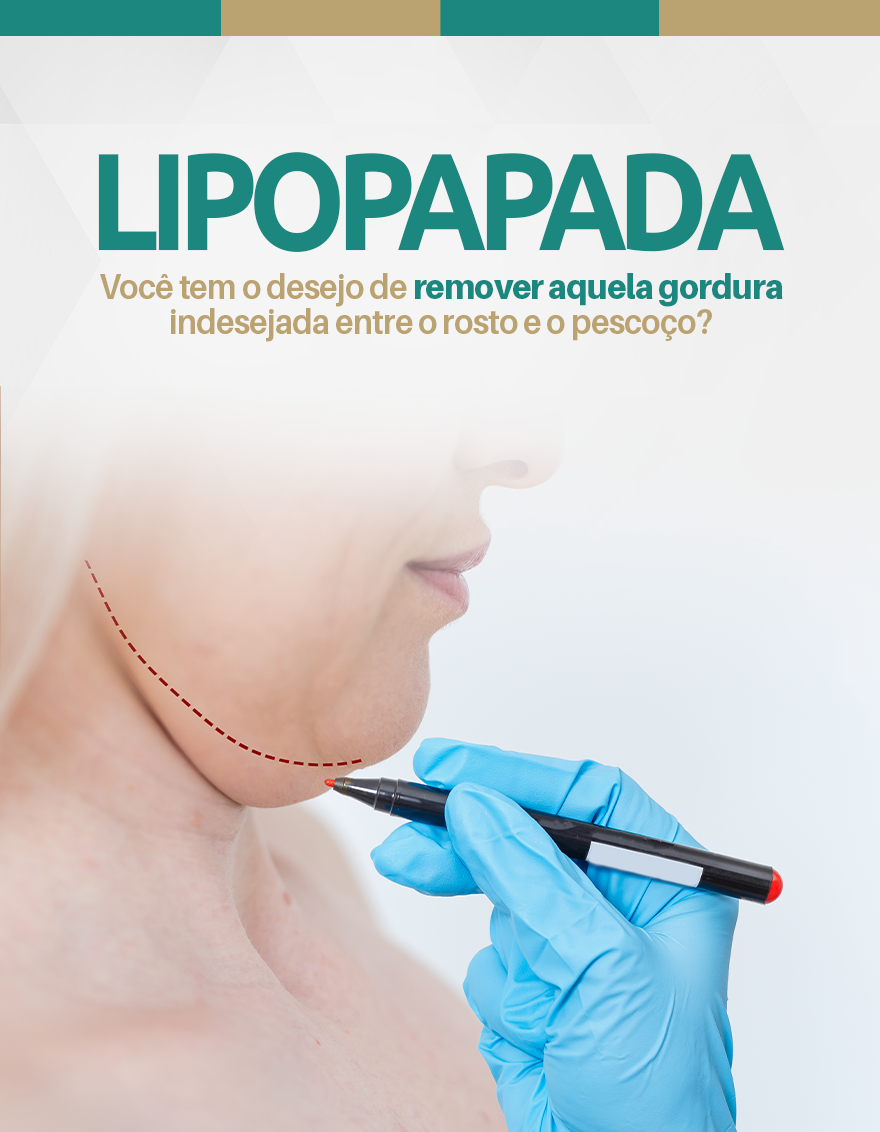 LIPOPAPADA
Você tem o desejo de remover aquela gordura
indesejada entre o rosto e o pescoço?